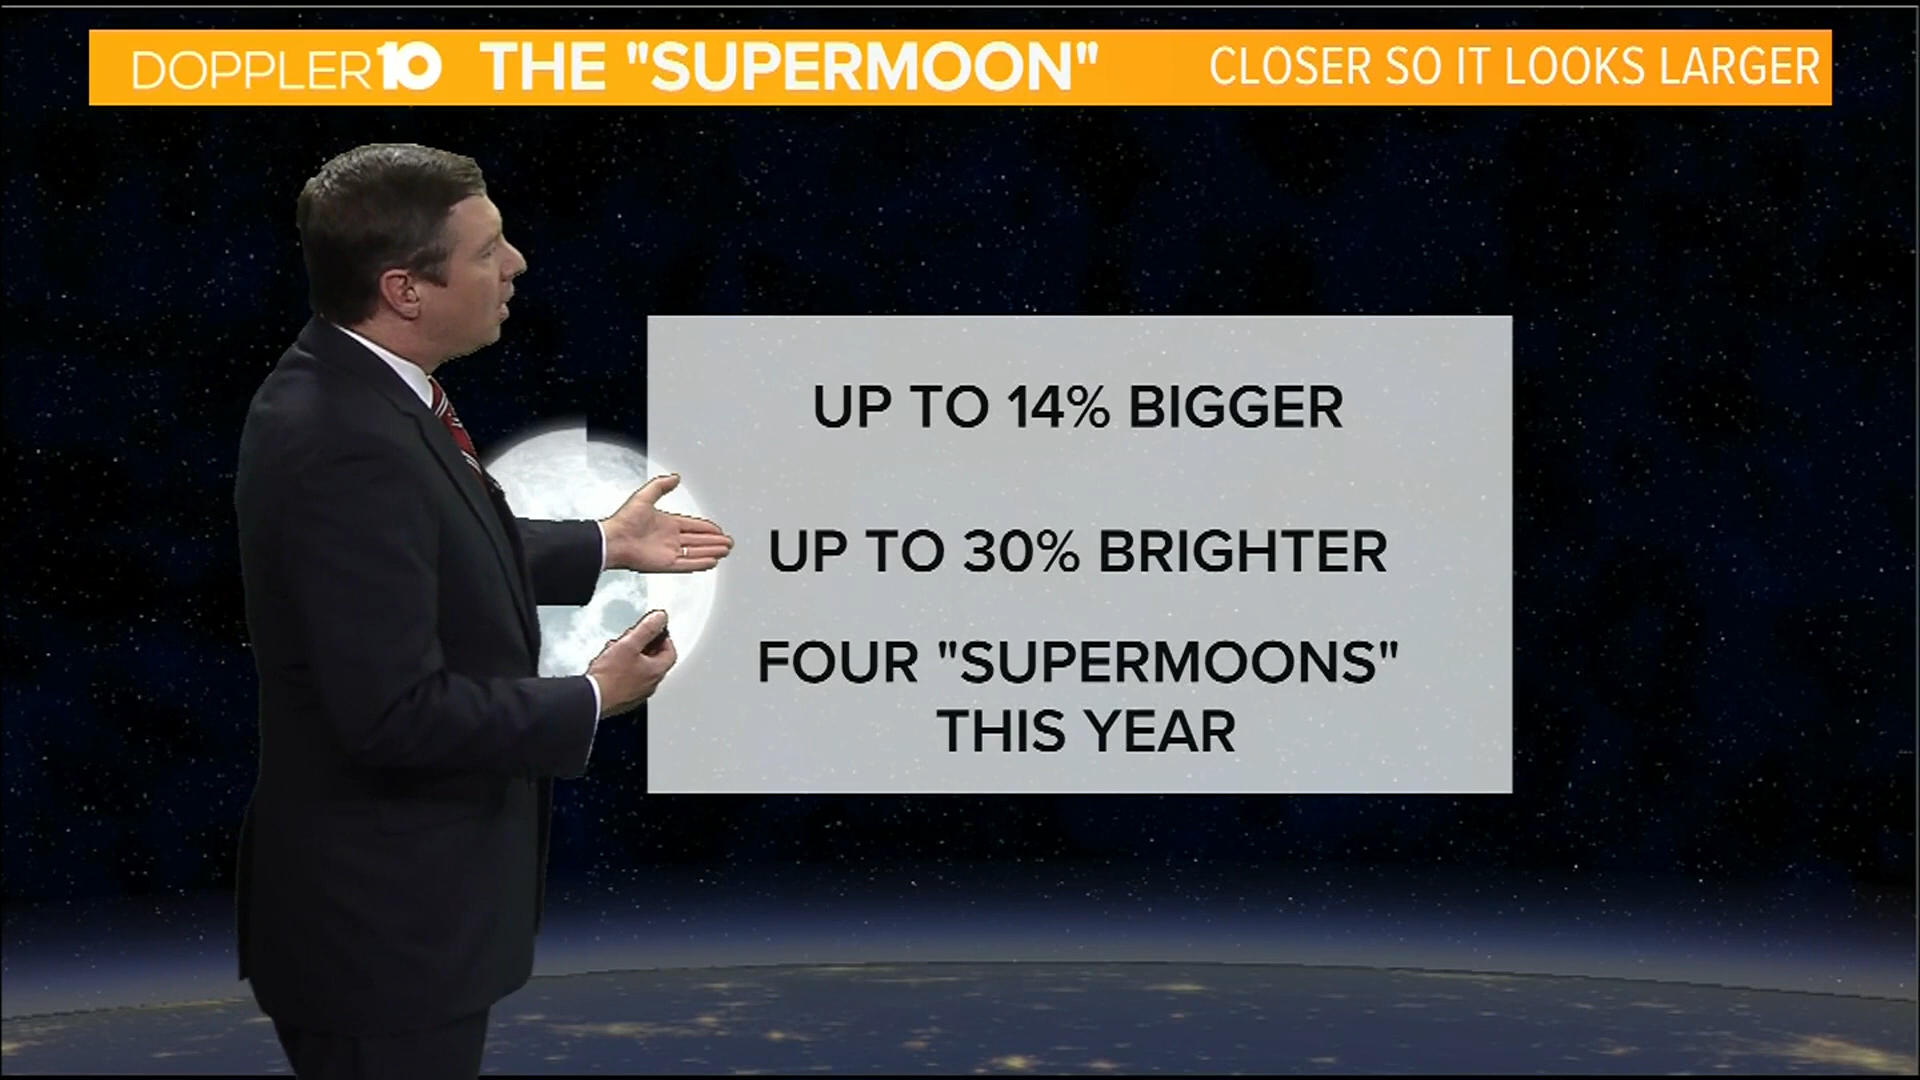 DOPPLER10 THE "SUPERMOON" CLOSER SO IT LOOKS LARGER
UP TO 14% BIGGER
UP TO 30% BRIGHTER
FOUR "SUPERMOONS"
THIS YEAR